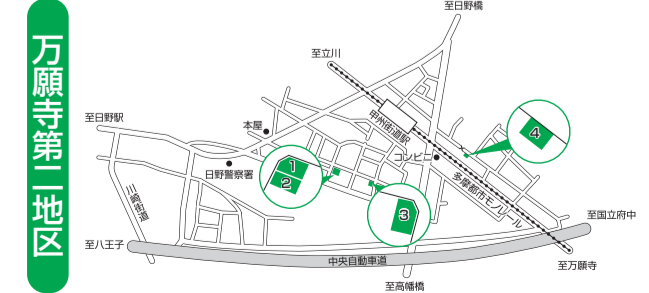 万願寺第二地区
至日野橋
至立川
甲州街道駅
本屋
至日野駅
コンビニ
4
日野警察署
1
2
多摩都市モノレール
川崎街道
3
至国立府中
至八王子
中央自動車道
至万願寺
至高幡橋